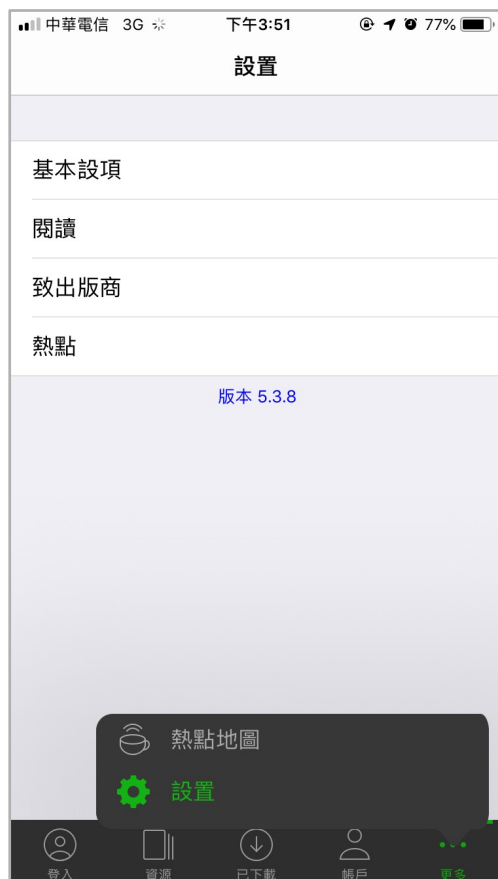 中華電信 3G 下午3:51 77%
設置
基本設項
閱讀
致出版商
熱點
版本 5.3.8
熱點地圖
設置
登入 資源 已下載 帳戶 更多